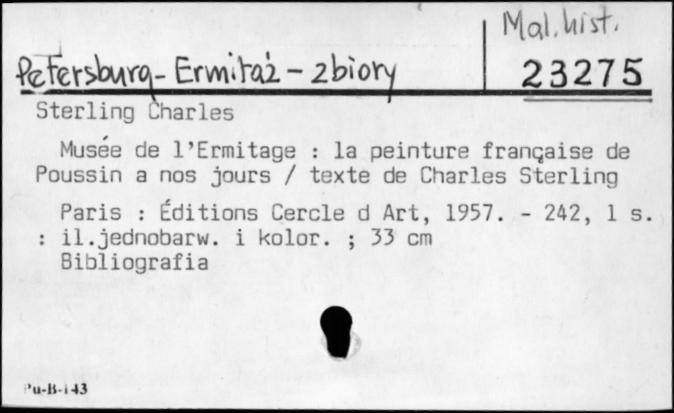 Mal. hist.
Petersburg - Ermitaż - zbiory
23275
Sterling Charles
Musée de l'Ermitage : la peinture française de
Poussin a nos jours / texte de Charles Sterling
Paris : Éditions Cercle d Art, 1957. - 242, 1 s.
: il.jednobarw. i kolor. ; 33 cm
Bibliografia
Pu-B-143